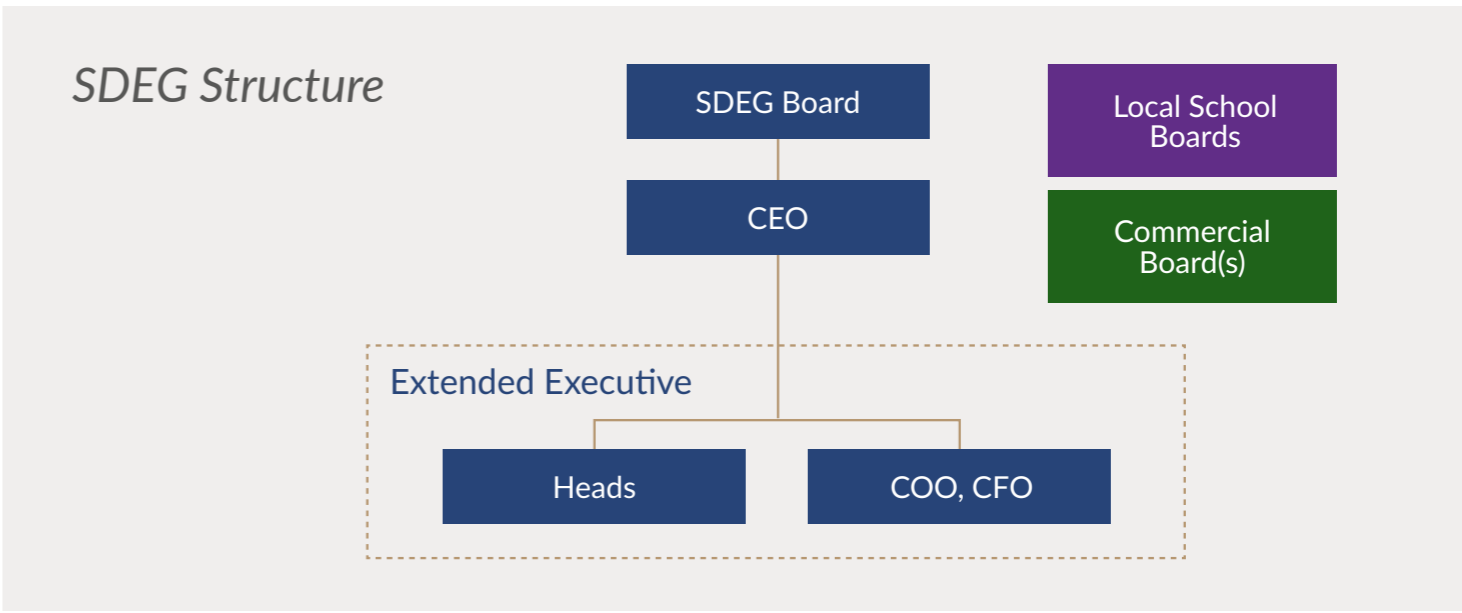 SDEG Structure
SDEG Board
Local School
Boards
CEO
Commercial
Board(s)
Extended Executive
Heads
COO, CFO